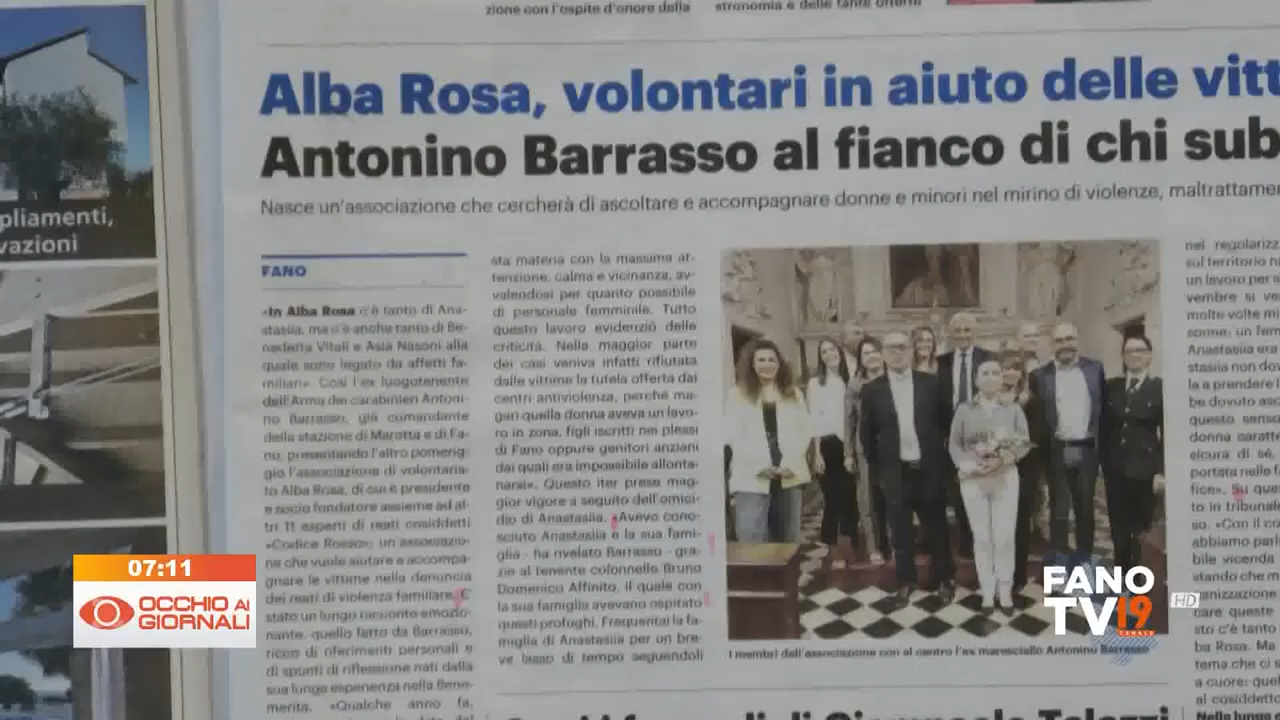 zione con l'ospite d'onore della
stronomia e delle tante offerte
Alba Rosa, volontari in aiuto delle vitt
Antonino Barrasso al fianco di chi sub
Nasce un'associazione che cercherà di ascoltare e accompagnare donne e minori nel mirino di violenze, maltrattamen
pliamenti,
vazioni
FANO
«In Alba Rosa c'è tanto di Ana-
stasiia, ma c'è anche tanto di Be-
nedetta Vitali e Asia Nasoni alla
quale sono legato da affetti fa-
miliari». Così l'ex luogotenente
dell'Arma dei carabinieri Antoni-
no Barrasso, già comandante
della stazione di Marotta e di Fa-
no, presentando l'altro pomerig-
gio l'associazione di volontaria-
to Alba Rosa, di cui è presidente
e socio fondatore assieme ad al-
tri 11 esperti di reati cosiddetti
«Codice Rosso»: un associazio-
ne che vuole aiutare e accompa-
gnare le vittime nella denuncia
dei reati di violenza familiare. È
stato un lungo racconto emozio-
nante, quello fatto da Barrasso,
ricco di riferimenti personali e
di spunti di riflessione nati dalla
sua lunga esperienza nella Bene-
merita. «Qualche anno fa,
sta materia con la massima at-
tenzione, calma e vicinanza, av-
valendosi per quanto possibile
di personale femminile. Tutto
questo lavoro evidenziò delle
criticità. Nella maggior parte
dei casi veniva infatti rifiutata
dalle vittime la tutela offerta dai
centri antiviolenza, perché ma-
gari quella donna aveva un lavo-
ro in zona, figli iscritti nei plessi
di Fano oppure genitori anziani
dai quali era impossibile allonta-
narsi». Questo iter prese mag-
gior vigore a seguito dell'omici-
dio di Anastasiia. «Avevo cono-
sciuto Anastasiia e la sua fami-
glia - ha rivelato Barrasso - gra-
zie al tenente colonnello Bruno
Domenico Affinito, il quale con
la sua famiglia avevano ospitato
questi profughi. Frequentai la fa-
miglia di Anastasiia per un bre-
ve lasso di tempo seguendoli
I membri dell'associazione con al centro l'ex maresciallo Antonino Barrasso
nei regolarizz
sul territorio n
un lavoro per
vembre si ve
molte volte mi
sonne: un fem
Anastasiia era
stasiia non dov
la a prendere l
be dovuto asc
questo senso
donna caratte
sicura di sé,
portata nelle f
fice». Su ques
to in tribunal
so. «Con il co
abbiamo parl
bile vicenda
stando che m
ganizzazione
care queste
sto c'è tanto
ba Rosa. Ma
tema che ci s
a cuore: quel
al cosiddetto
Nella lunga
07:11
OCCHIO AI
GIORNALI
FANO
TV19
HD
CANALE